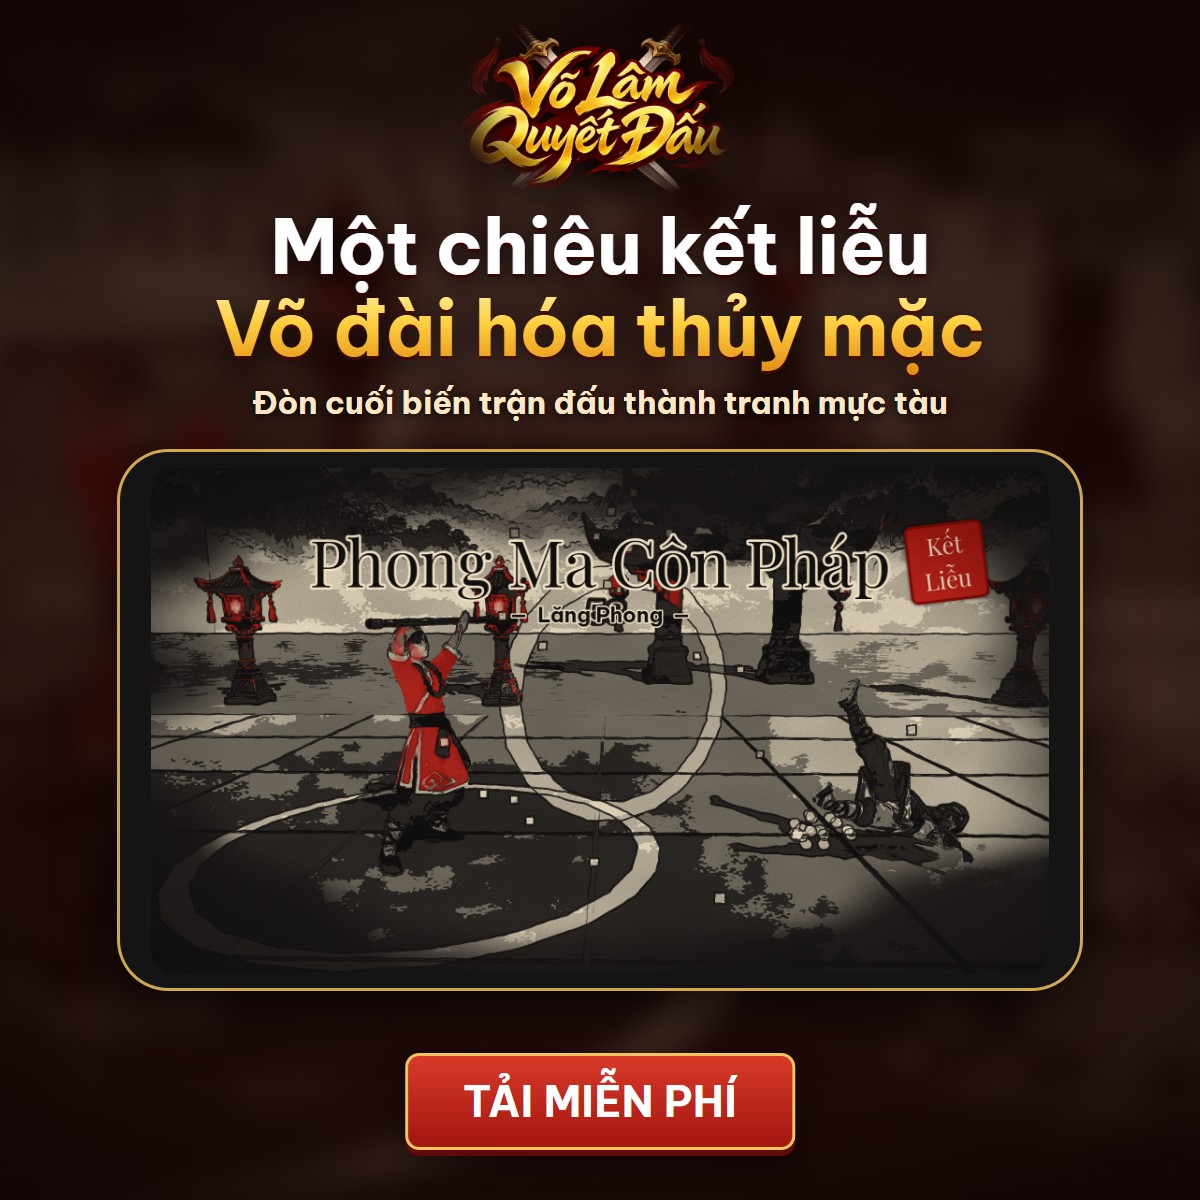 Võ Lâm
Quyết Đấu
Một chiêu kết liễu
Võ đài hóa thủy mặc
Đòn cuối biến trận đấu thành tranh mực tàu
Phong Ma Côn Pháp
Kết
Liễu
– Lăng Phong –
TẢI MIỄN PHÍ